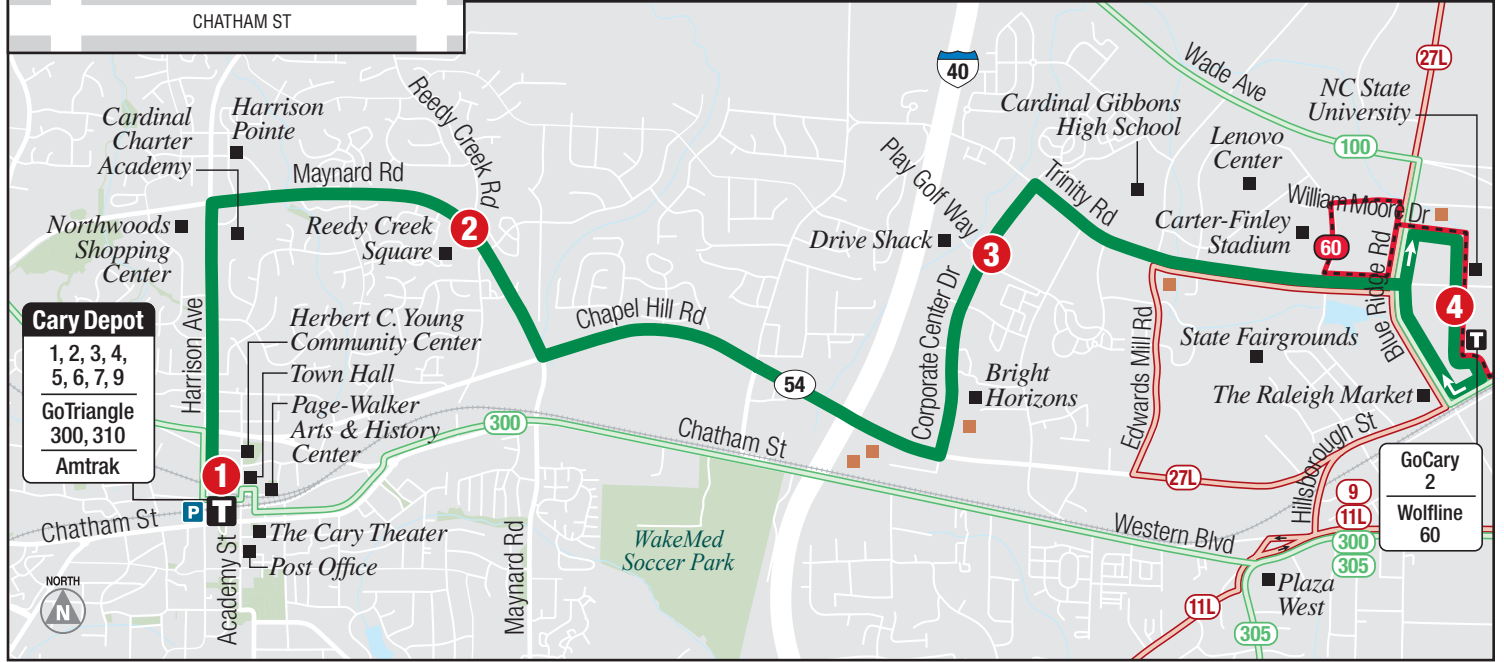 CHATHAM ST
Cardinal
Charter
Academy
Harrison
Pointe
Maynard Rd
Reedy Creek Rd
Northwoods
Shopping
Center
Reedy Creek
Square
2
Harrison Ave
Cary Depot
1, 2, 3, 4,
5, 6, 7, 9
GoTriangle
300, 310
Amtrak
Herbert C. Young
Community Center
Town Hall
Page-Walker
Arts & History
Center
1
P
T
Chatham St
The Cary Theater
Post Office
Academy St
NORTH
N
Maynard Rd
Chapel Hill Rd
54
300
Chatham St
WakeMed
Soccer Park
40
Wade Ave
27L
NC State
University
Cardinal Gibbons
High School
Lenovo
Center
100
Play Golf Way
Trinity Rd
William Moore Dr
Carter-Finley
Stadium
60
Drive Shack
3
Corporate Center Dr
Blue Ridge Rd
4
T
Edwards Mill Rd
State Fairgrounds
Bright
Horizons
The Raleigh Market
Hillsborough St
27L
GoCary
2
Wolfline
60
9
11L
300
305
Western Blvd
Plaza
West
11L
305